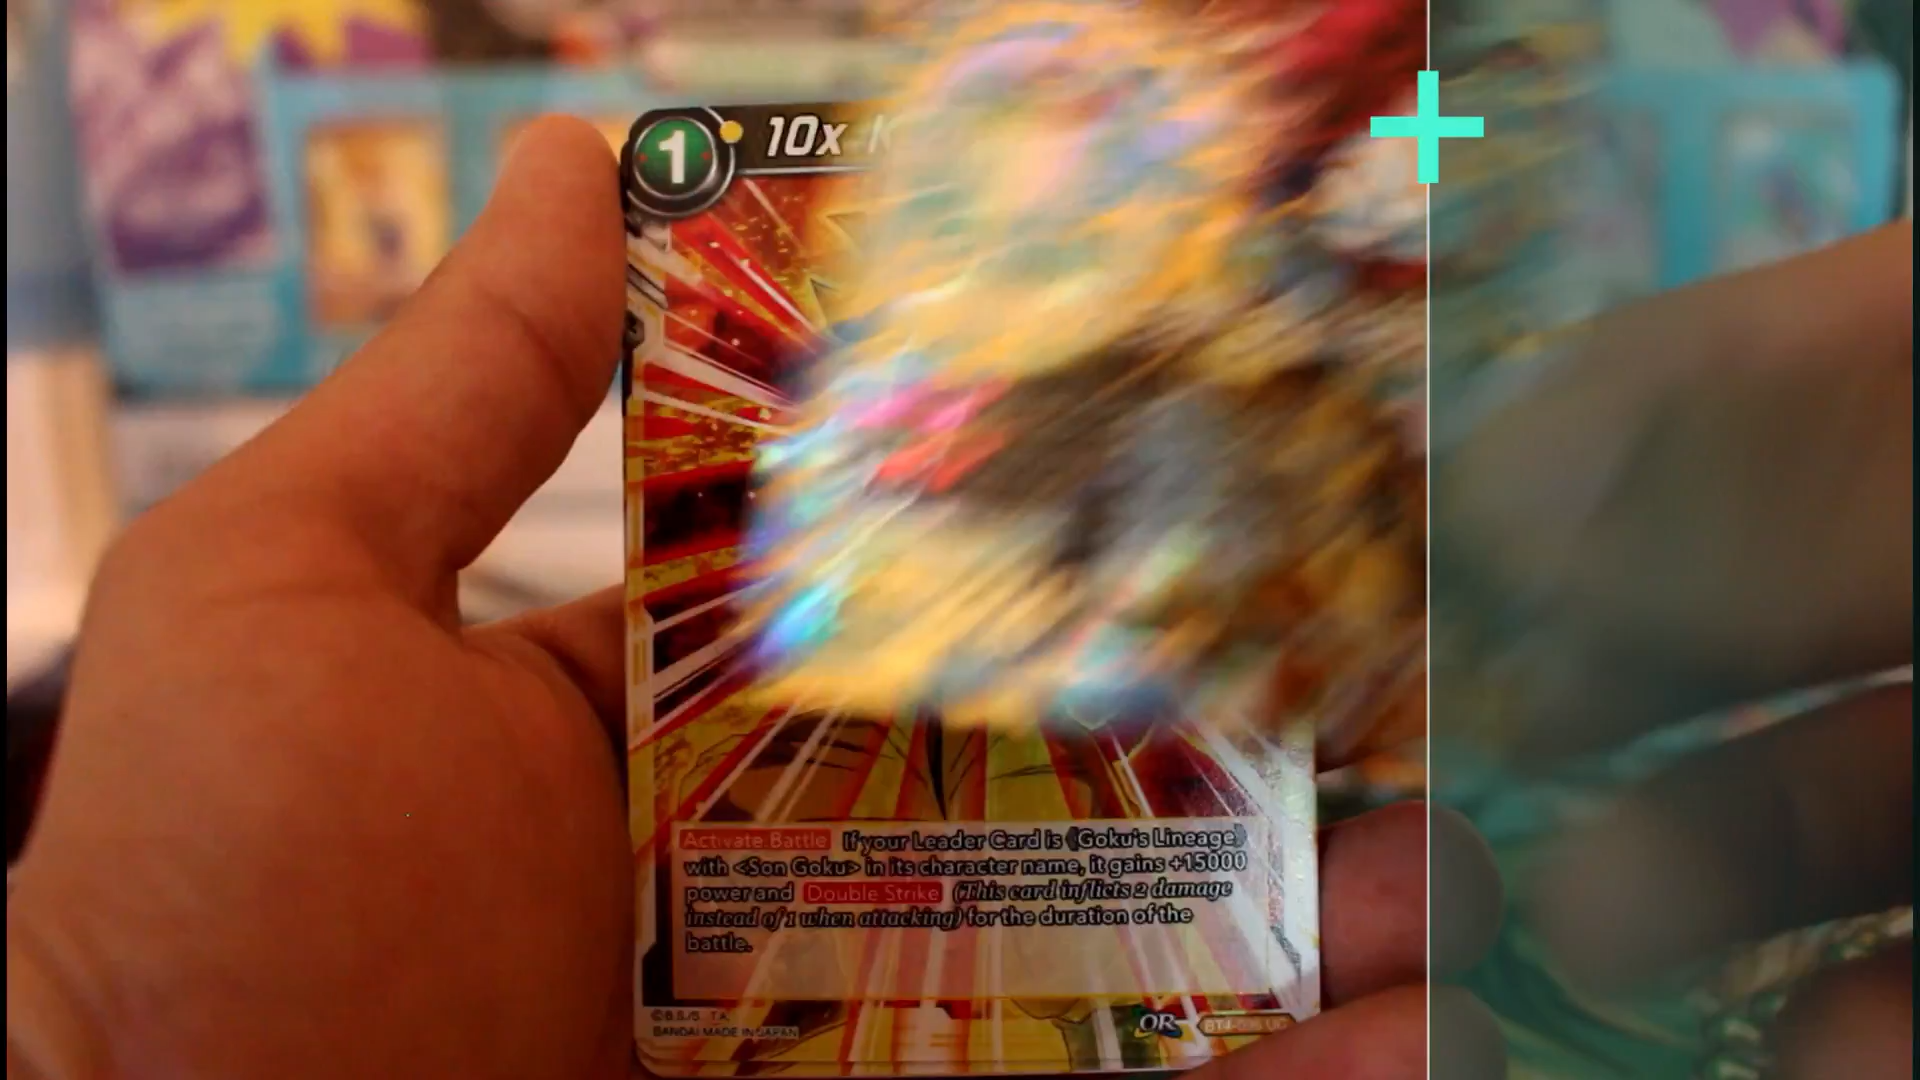 1
10x K
Activate Battle If your Leader Card is 《Goku's Lineage》
with <Son Goku> in its character name, it gains +15000
power and Double Strike (This card inflicts 2 damage
instead of 1 when attacking) for the duration of the
battle.
BANDAI MADE IN JAPAN